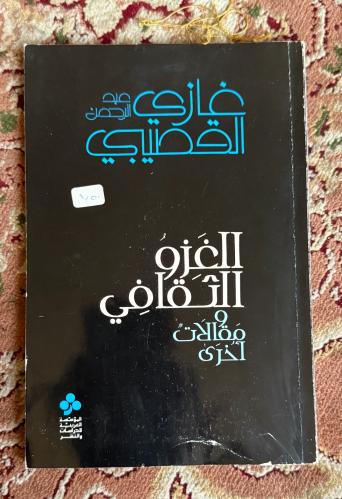 غازي
عبد
الرحمن
القصيبي
الغزو
الثقافي
و
مقالات
أخرى
المؤسسة
العربية
للدراسات
والنشر